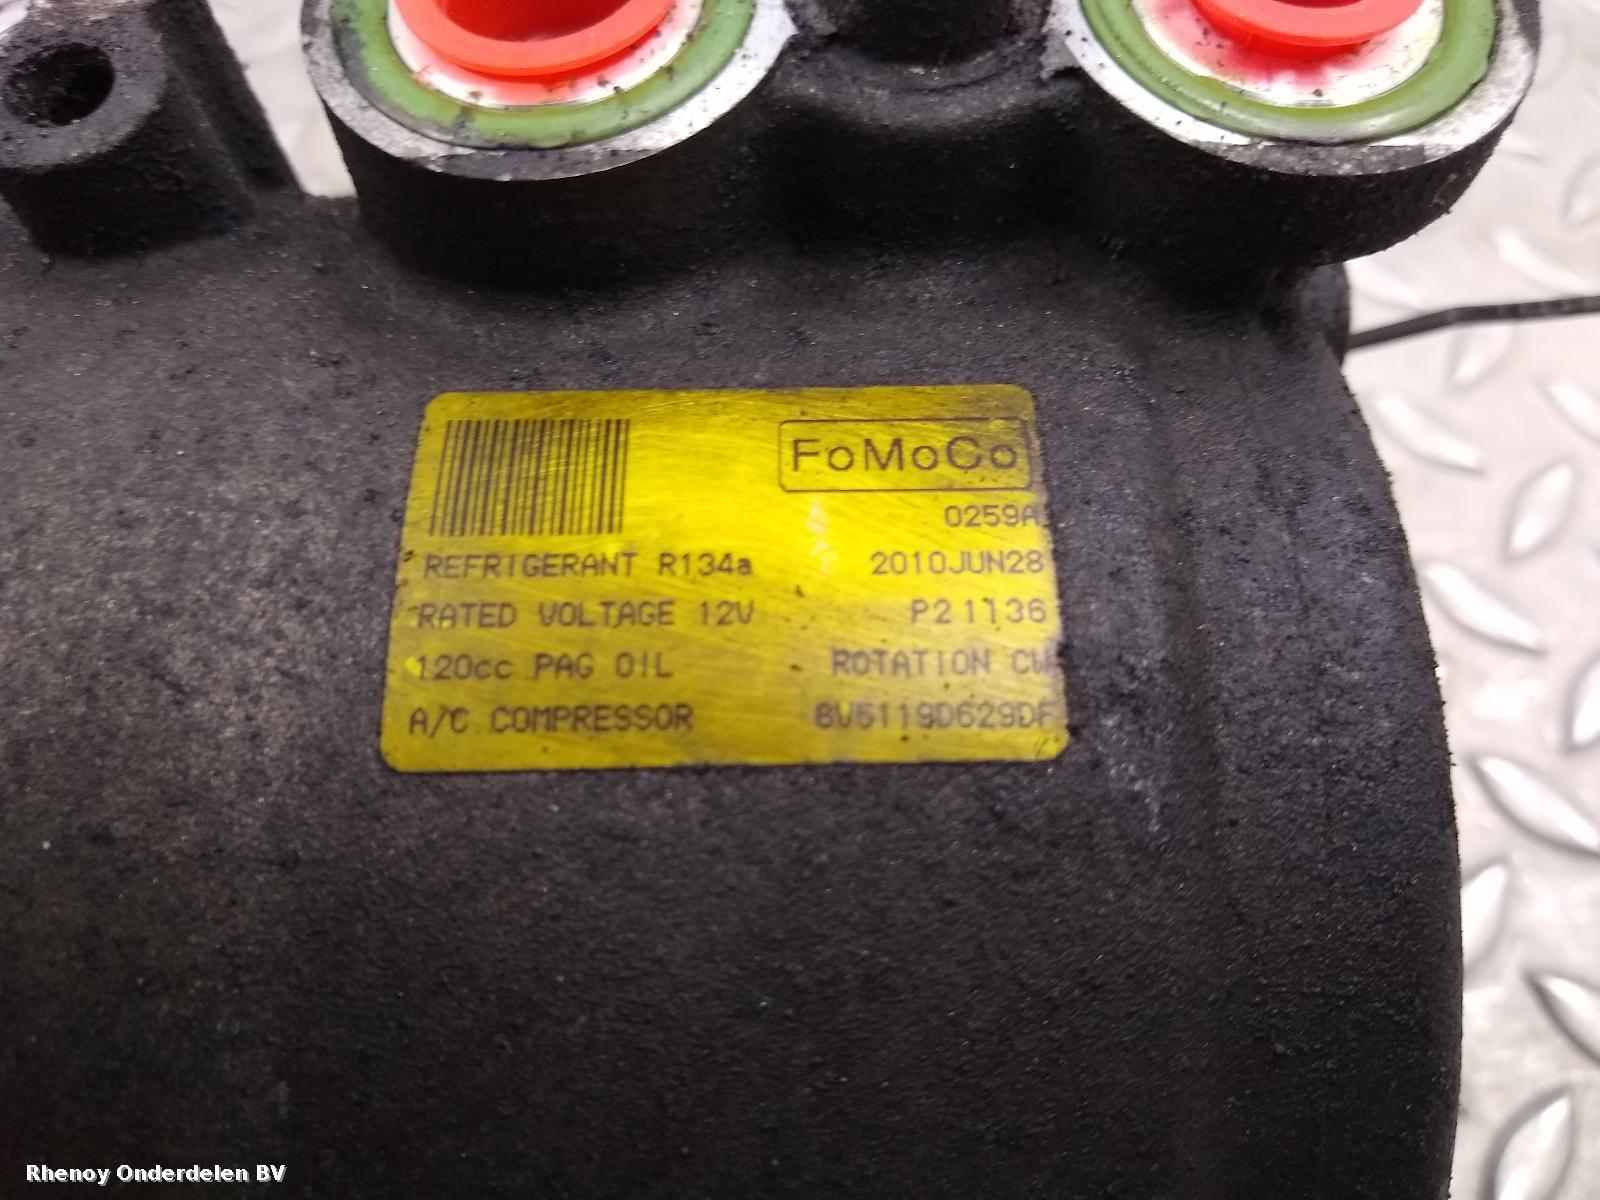 FoMoCo
0259A
REFRIGERANT R134a 2010JUN28
RATED VOLTAGE 12V P21136
120cc PAG OIL ROTATION CW
A/C COMPRESSOR 8V5119D629DF
Rhenoy Onderdelen BV